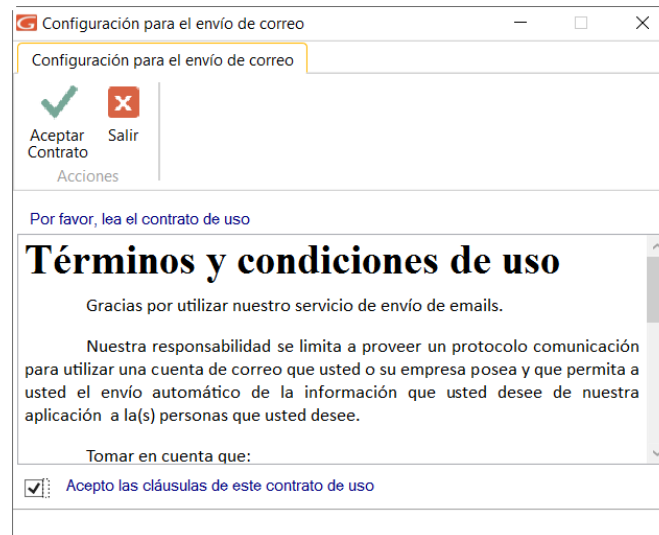 Configuración para el envío de correo
Configuración para el envío de correo
Aceptar Contrato
Salir
Acciones
Por favor, lea el contrato de uso
Términos y condiciones de uso
Gracias por utilizar nuestro servicio de envío de emails.
Nuestra responsabilidad se limita a proveer un protocolo comunicación
para utilizar una cuenta de correo que usted o su empresa posea y que permita a
usted el envío automático de la información que usted desee de nuestra
aplicación a la(s) personas que usted desee.
Tomar en cuenta que:
Acepto las cláusulas de este contrato de uso